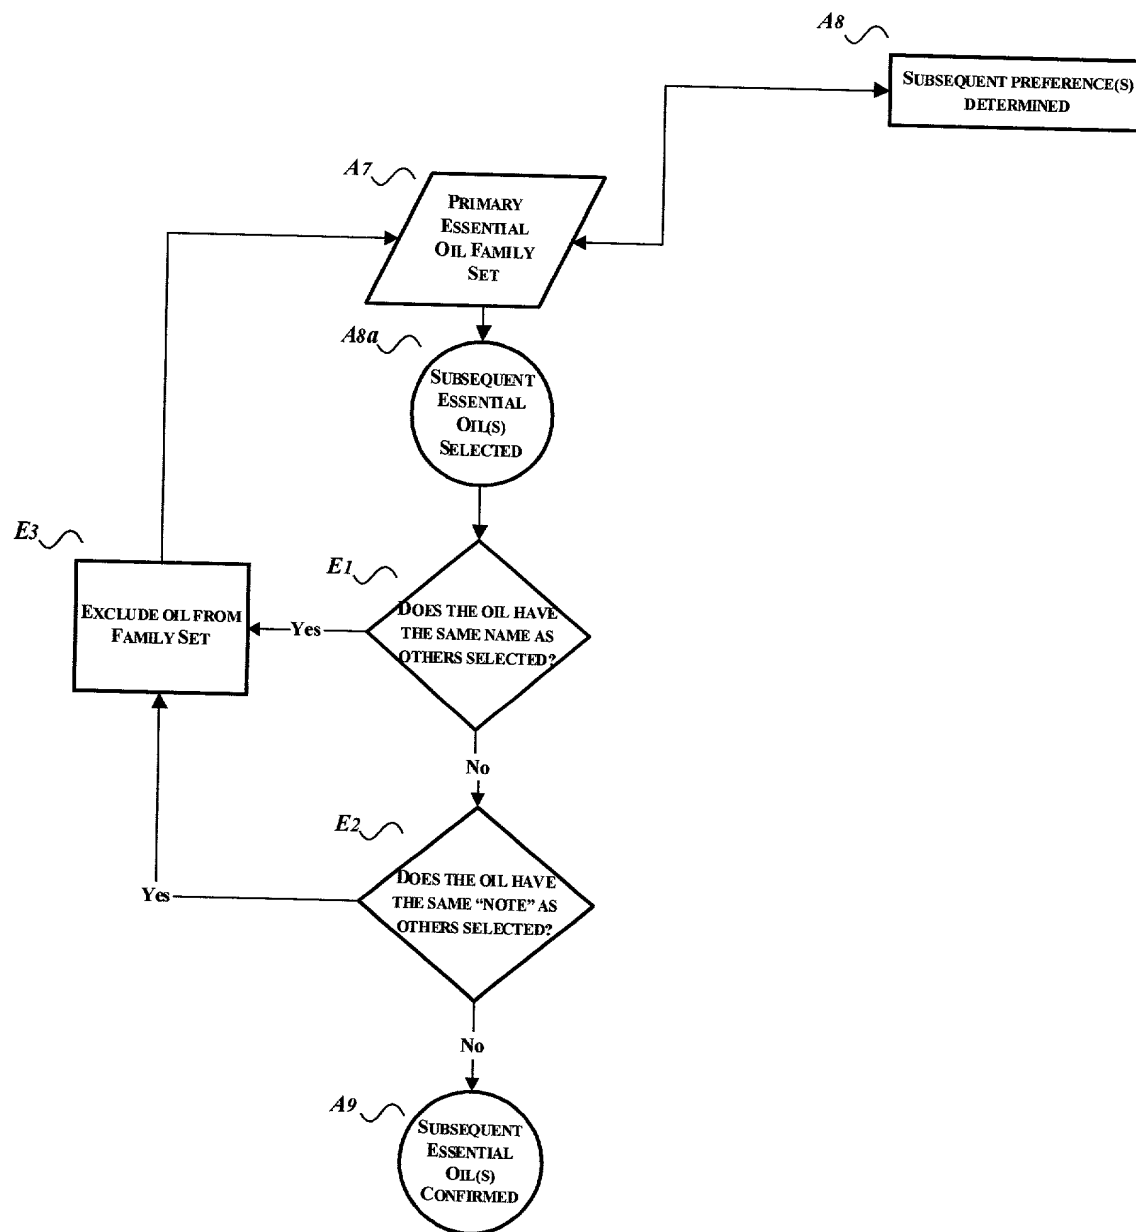 A8
SUBSEQUENT PREFERENCE(S)
DETERMINED
A7
PRIMARY
ESSENTIAL
OIL FAMILY
SET
A8a
SUBSEQUENT
ESSENTIAL
OIL(S)
SELECTED
E3
EXCLUDE OIL FROM
FAMILY SET
E1
DOES THE OIL HAVE
THE SAME NAME AS
OTHERS SELECTED?
Yes
No
E2
DOES THE OIL HAVE
THE SAME “NOTE” AS
OTHERS SELECTED?
Yes
No
A9
SUBSEQUENT
ESSENTIAL
OIL(S)
CONFIRMED